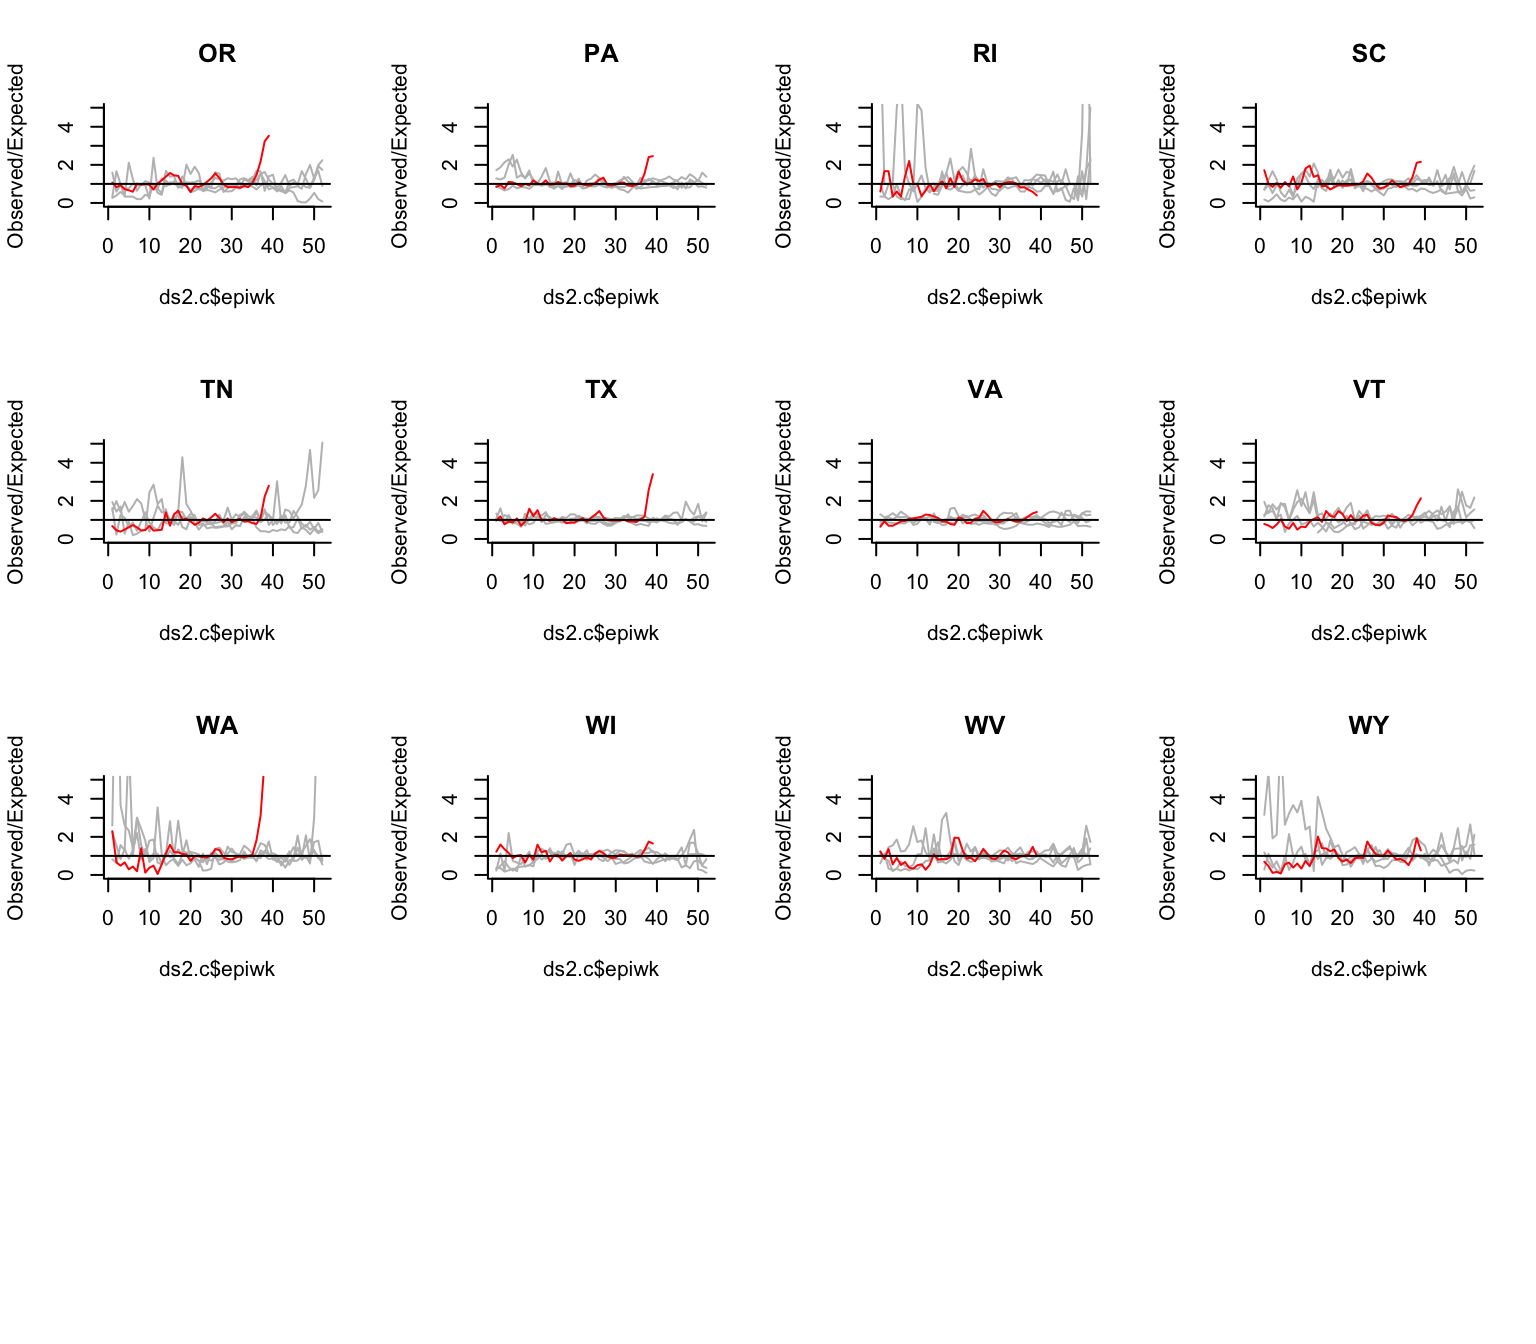 OR PA RI SC
Observed/Expected Observed/Expected Observed/Expected Observed/Expected
4 4 4 4
2 2 2 2
0 0 0 0
0 10 20 30 40 50 0 10 20 30 40 50 0 10 20 30 40 50 0 10 20 30 40 50
ds2.c$epiwk ds2.c$epiwk ds2.c$epiwk ds2.c$epiwk
TN TX VA VT
Observed/Expected Observed/Expected Observed/Expected Observed/Expected
4 4 4 4
2 2 2 2
0 0 0 0
0 10 20 30 40 50 0 10 20 30 40 50 0 10 20 30 40 50 0 10 20 30 40 50
ds2.c$epiwk ds2.c$epiwk ds2.c$epiwk ds2.c$epiwk
WA WI WV WY
Observed/Expected Observed/Expected Observed/Expected Observed/Expected
4 4 4 4
2 2 2 2
0 0 0 0
0 10 20 30 40 50 0 10 20 30 40 50 0 10 20 30 40 50 0 10 20 30 40 50
ds2.c$epiwk ds2.c$epiwk ds2.c$epiwk ds2.c$epiwk